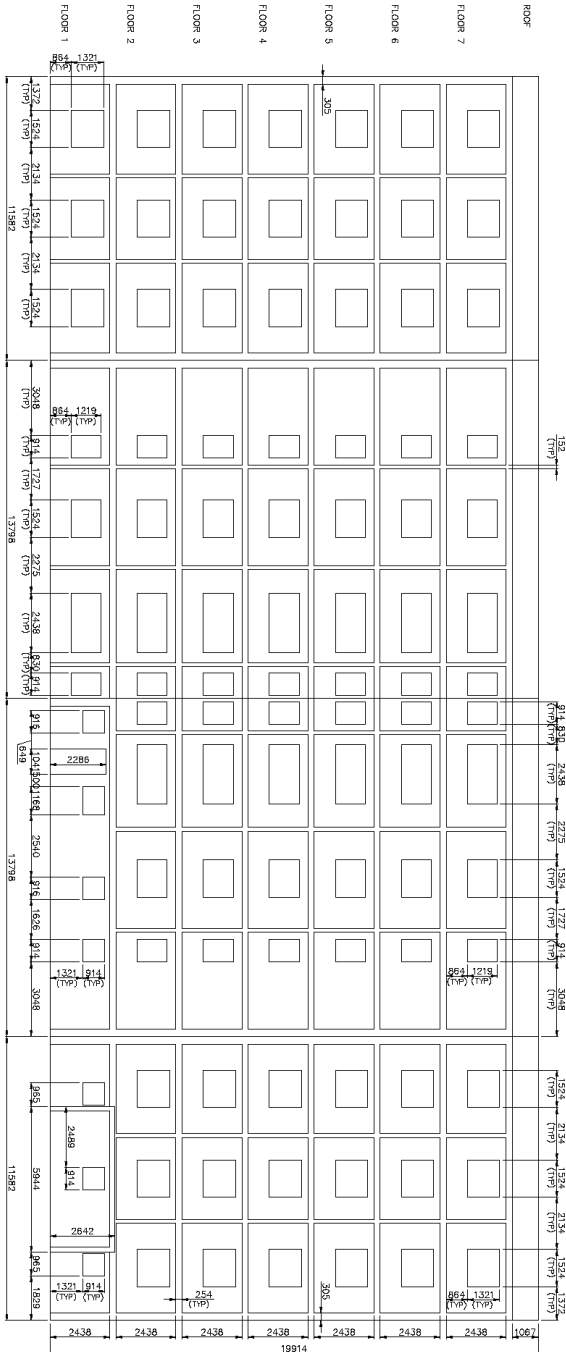 FLOOR 1
FLOOR 2
FLOOR 3
FLOOR 4
FLOOR 5
FLOOR 6
FLOOR 7
ROOF
864
(TYP)
1321
(TYP)
1372
(TYP)
1524
(TYP)
2134
(TYP)
1524
(TYP)
2134
(TYP)
1524
(TYP)
11582
305
3048
(TYP)
864
(TYP)
1219
(TYP)
914
(TYP)
1727
(TYP)
1524
(TYP)
2275
(TYP)
2438
(TYP)
830
(TYP)
914
(TYP)
13798
152
(TYP)
914
(TYP)
830
(TYP)
2438
(TYP)
2275
(TYP)
1524
(TYP)
1727
(TYP)
914
(TYP)
3048
(TYP)
864
(TYP)
1219
(TYP)
916
649
1041
500
1168
2286
2540
916
1626
914
1321
(TYP)
914
(TYP)
3048
13798
1524
(TYP)
2134
(TYP)
1524
(TYP)
2134
(TYP)
1524
(TYP)
1372
(TYP)
864
(TYP)
1321
(TYP)
965
2489
914
5944
2642
965
1321
(TYP)
914
(TYP)
1829
11582
254
(TYP)
305
2438
2438
2438
2438
2438
2438
2438
1067
19914